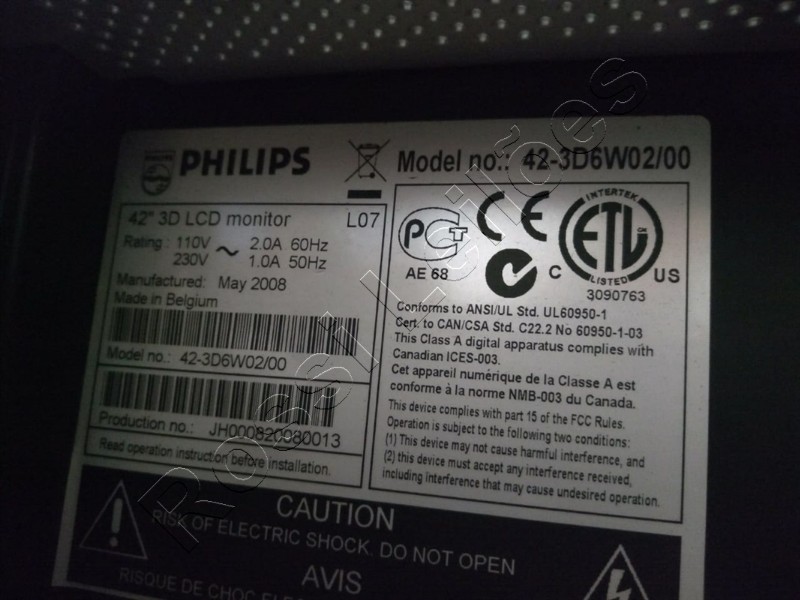 PHILIPS
Model no.: 42-3D6W02/00
42" 3D LCD monitor L07
Rating: 110V ~ 2.0A 60Hz
230V 1.0A 50Hz
Manufactured: May 2008
Made in Belgium
Model no.: 42-3D6W02/00
Production no.: JH000820080013
Read operation instruction before installation.
PCT
AE 68
CE
C
INTERTEK
ETL
LISTED
US
3090763
Conforms to ANSI/UL Std. UL60950-1
Cert. to CAN/CSA Std. C22.2 No 60950-1-03
This Class A digital apparatus complies with
Canadian ICES-003.
Cet appareil numérique de la Classe A est
conforme à la norme NMB-003 du Canada.
This device complies with part 15 of the FCC Rules.
Operation is subject to the following two conditions:
(1) This device may not cause harmful interference, and
(2) this device must accept any interference received,
including interference that may cause undesired operation.
CAUTION
RISK OF ELECTRIC SHOCK. DO NOT OPEN
AVIS
RISQUE DE CHOC
Rossi Leilões